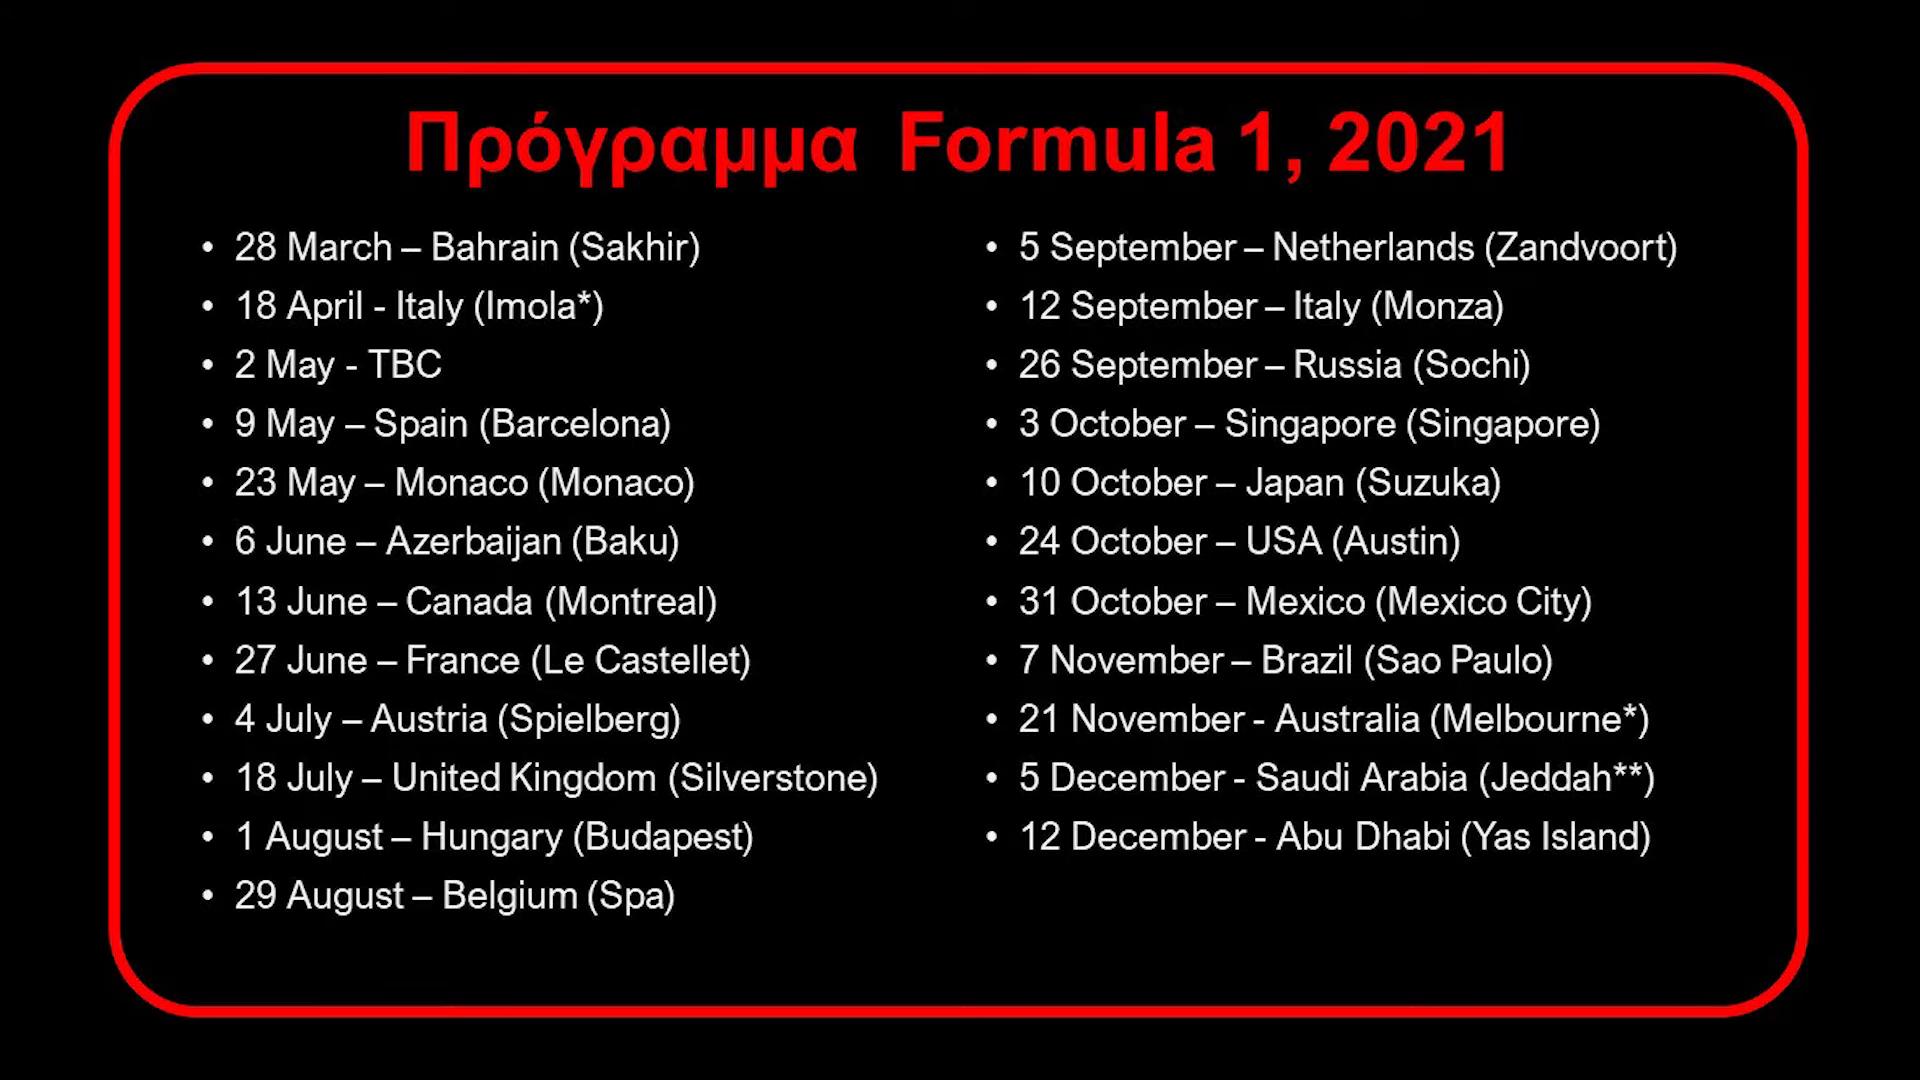 Πρόγραμμα Formula 1, 2021
• 28 March – Bahrain (Sakhir)
• 18 April - Italy (Imola*)
• 2 May - TBC
• 9 May – Spain (Barcelona)
• 23 May – Monaco (Monaco)
• 6 June – Azerbaijan (Baku)
• 13 June – Canada (Montreal)
• 27 June – France (Le Castellet)
• 4 July – Austria (Spielberg)
• 18 July – United Kingdom (Silverstone)
• 1 August – Hungary (Budapest)
• 29 August – Belgium (Spa)
• 5 September – Netherlands (Zandvoort)
• 12 September – Italy (Monza)
• 26 September – Russia (Sochi)
• 3 October – Singapore (Singapore)
• 10 October – Japan (Suzuka)
• 24 October – USA (Austin)
• 31 October – Mexico (Mexico City)
• 7 November – Brazil (Sao Paulo)
• 21 November - Australia (Melbourne*)
• 5 December - Saudi Arabia (Jeddah**)
• 12 December - Abu Dhabi (Yas Island)